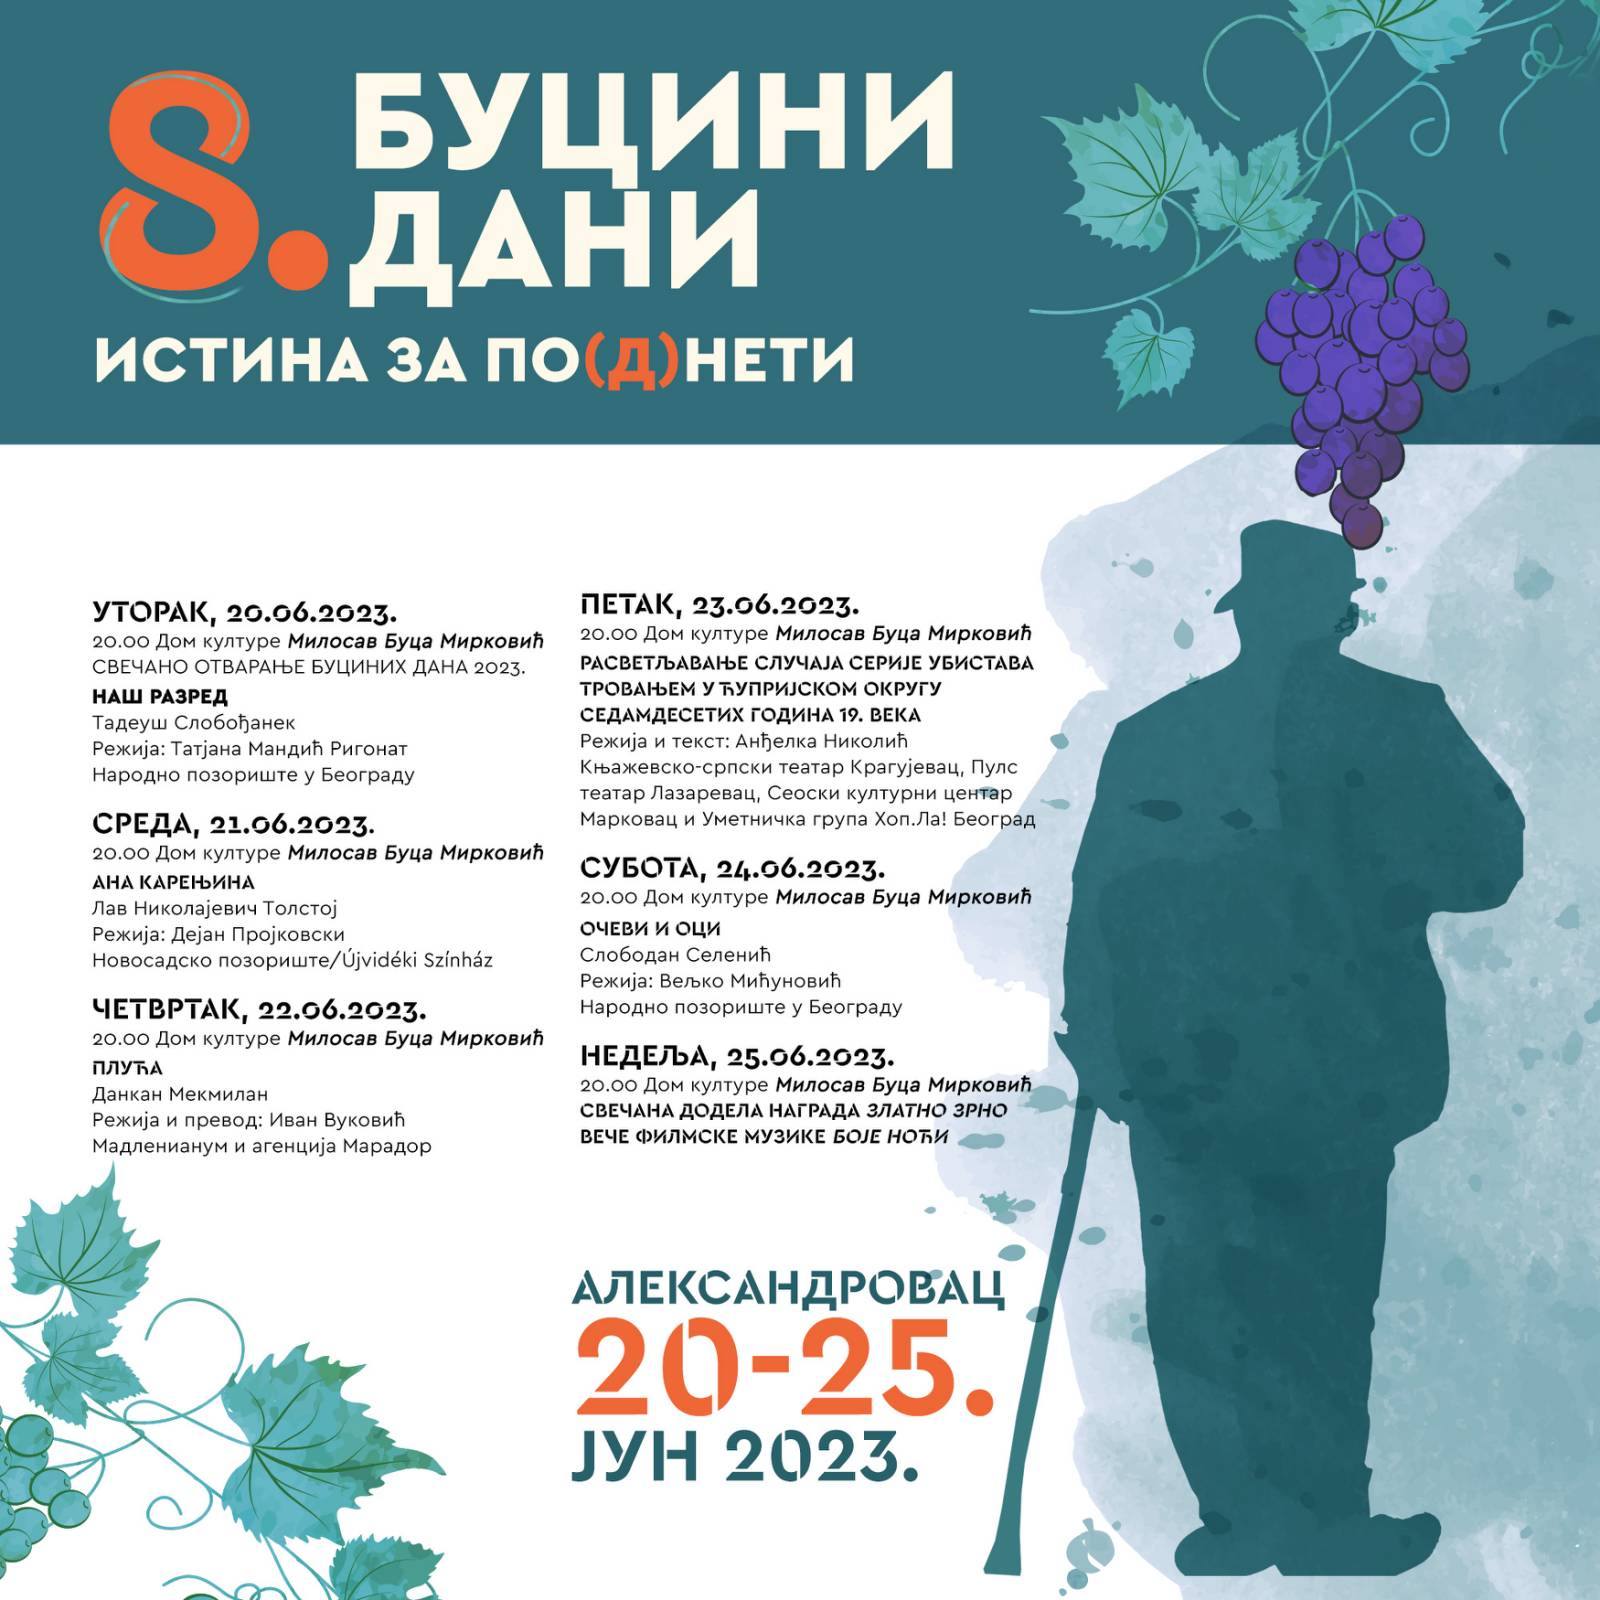 8. БУЦИНИ
ДАНИ
ИСТИНА ЗА ПО(Д)НЕТИ
УТОРАК, 20.06.2023.
20.00 Дом културе Милосав Буца Мирковић
СВЕЧАНО ОТВАРАЊЕ БУЦИНИХ ДАНА 2023.
НАШ РАЗРЕД
Тадеуш Слобођанек
Режија: Татјана Мандић Ригонат
Народно позориште у Београду
СРЕДА, 21.06.2023.
20.00 Дом културе Милосав Буца Мирковић
АНА КАРЕЊИНА
Лав Николајевич Толстој
Режија: Дејан Пројковски
Новосадско позориште/Újvidéki Színház
ЧЕТВРТАК, 22.06.2023.
20.00 Дом културе Милосав Буца Мирковић
ПЛУЋА
Данкан Мекмилан
Режија и превод: Иван Вуковић
Мадленианум и агенција Марадор
ПЕТАК, 23.06.2023.
20.00 Дом културе Милосав Буца Мирковић
РАСВЕТЉАВАЊЕ СЛУЧАЈА СЕРИЈЕ УБИСТАВА
ТРОВАЊЕМ У ЋУПРИЈСКОМ ОКРУГУ
СЕДАМДЕСЕТИХ ГОДИНА 19. ВЕКА
Режија и текст: Анђелка Николић
Књажевско-српски театар Крагујевац, Пулс
театар Лазаревац, Сеоски културни центар
Марковац и Уметничка група Хоп.Ла! Београд
СУБОТА, 24.06.2023.
20.00 Дом културе Милосав Буца Мирковић
ОЧЕВИ И ОЦИ
Слободан Селенић
Режија: Вељко Мићуновић
Народно позориште у Београду
НЕДЕЉА, 25.06.2023.
20.00 Дом културе Милосав Буца Мирковић
СВЕЧАНА ДОДЕЛА НАГРАДА ЗЛАТНО ЗРНО
ВЕЧЕ ФИЛМСКЕ МУЗИКЕ БОЈЕ НОЋИ
АЛЕКСАНДРОВАЦ
20-25.
ЈУН 2023.